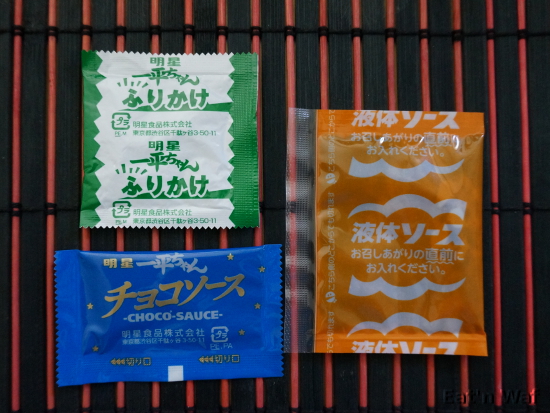 明星
一平ちゃん
ふりかけ
プラ
明星食品株式会社
東京都渋谷区千駄ヶ谷3-50-11
明星
一平ちゃん
ふりかけ
プラ
明星食品株式会社
東京都渋谷区千駄ヶ谷3-50-11
明星 一平ちゃん
チョコソース
-CHOCO-SAUCE-
明星食品株式会社
東京都渋谷区千駄ヶ谷3-50-11
プラ
PE, PA
切り口
切り口
液体ソース
お召しあがりの直前に
お入れください。
液体ソース
お召しあがりの直前に
お入れください。
液体ソース